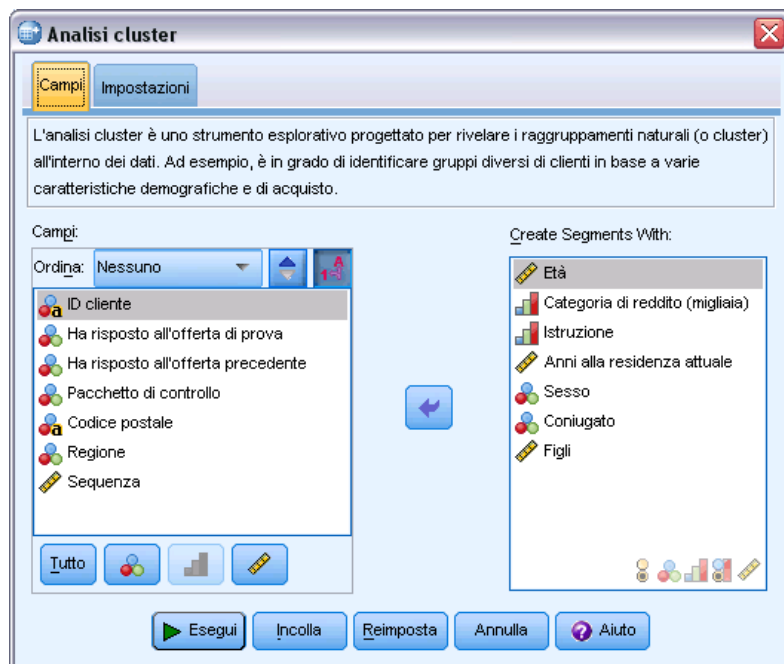 Analisi cluster
Campi
Impostazioni
L'analisi cluster è uno strumento esplorativo progettato per rivelare i raggruppamenti naturali (o cluster)
all'interno dei dati. Ad esempio, è in grado di identificare gruppi diversi di clienti in base a varie
caratteristiche demografiche e di acquisto.
Campi:
Ordina: Nessuno
ID cliente
Ha risposto all'offerta di prova
Ha risposto all'offerta precedente
Pacchetto di controllo
Codice postale
Regione
Sequenza
Tutto
Create Segments With:
Età
Categoria di reddito (migliaia)
Istruzione
Anni alla residenza attuale
Sesso
Coniugato
Figli
Esegui
Incolla
Reimposta
Annulla
Aiuto